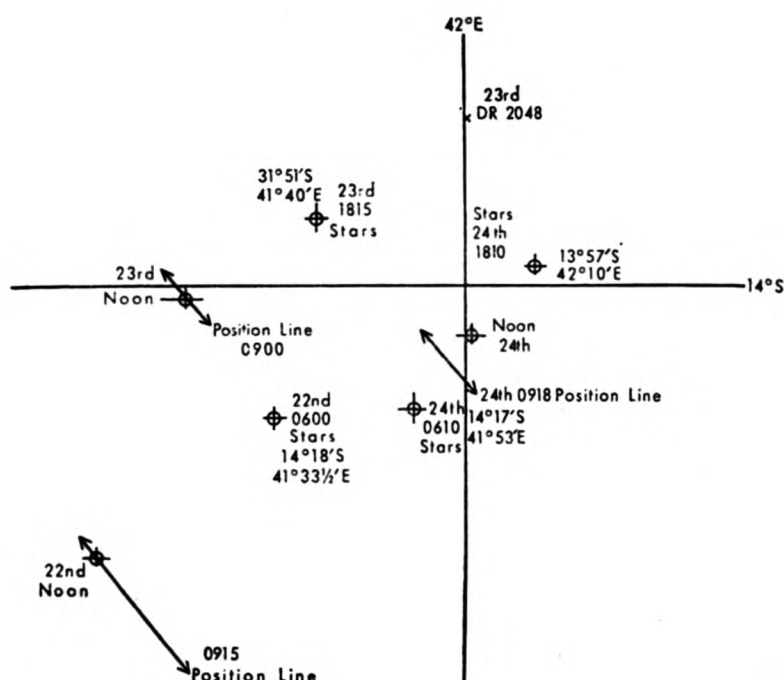 42°E
23rd
DR 2048
31°51'S
41°40'E
23rd
1815
Stars
Stars
24th
1810
13°57'S
42°10'E
23rd
Noon
14°S
Position Line
0900
Noon
24th
24th 0918 Position Line
22nd
0600
Stars
14°18'S
41°33½'E
24th
0610
Stars
14°17'S
41°53'E
22nd
Noon
0915
Position Line